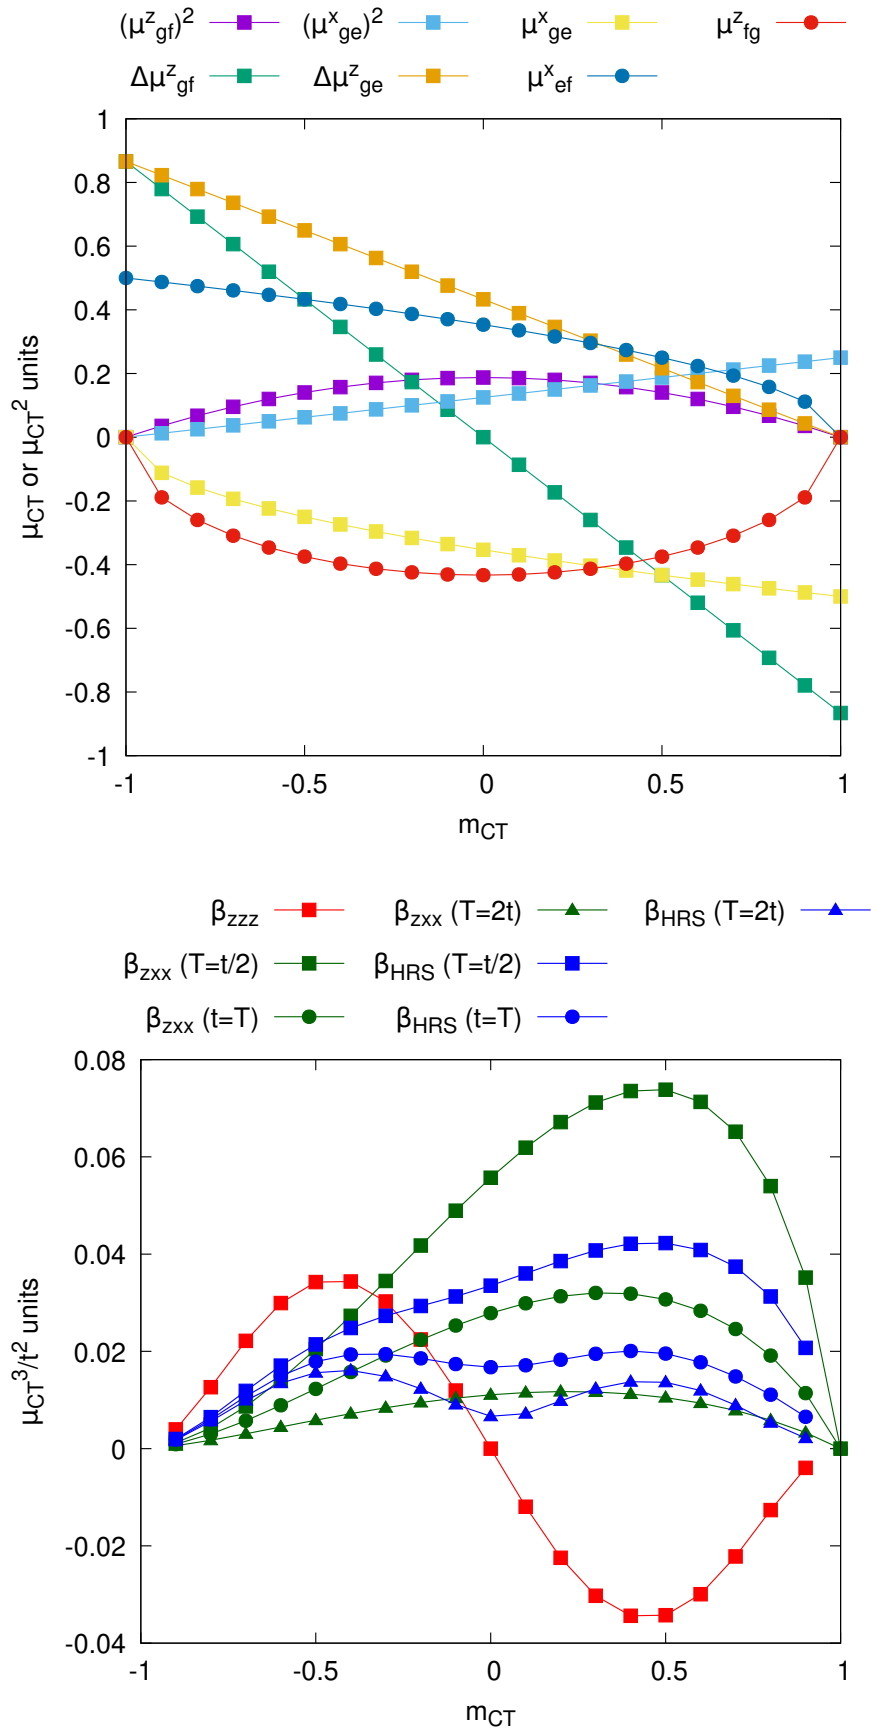 (μ^z_gf)^2 (μ^x_ge)^2 μ^x_ge μ^z_fg
Δμ^z_gf Δμ^z_ge μ^x_ef
1
0.8
0.6
0.4
0.2
0
-0.2
-0.4
-0.6
-0.8
-1
μ_CT or μ_CT^2 units
-1 -0.5 0 0.5 1
m_CT
β_zzz β_zxx (T=2t) β_HRS (T=2t)
β_zxx (T=t/2) β_HRS (T=t/2)
β_zxx (t=T) β_HRS (t=T)
0.08
0.06
0.04
0.02
0
-0.02
-0.04
μ_CT^3/t^2 units
-1 -0.5 0 0.5 1
m_CT